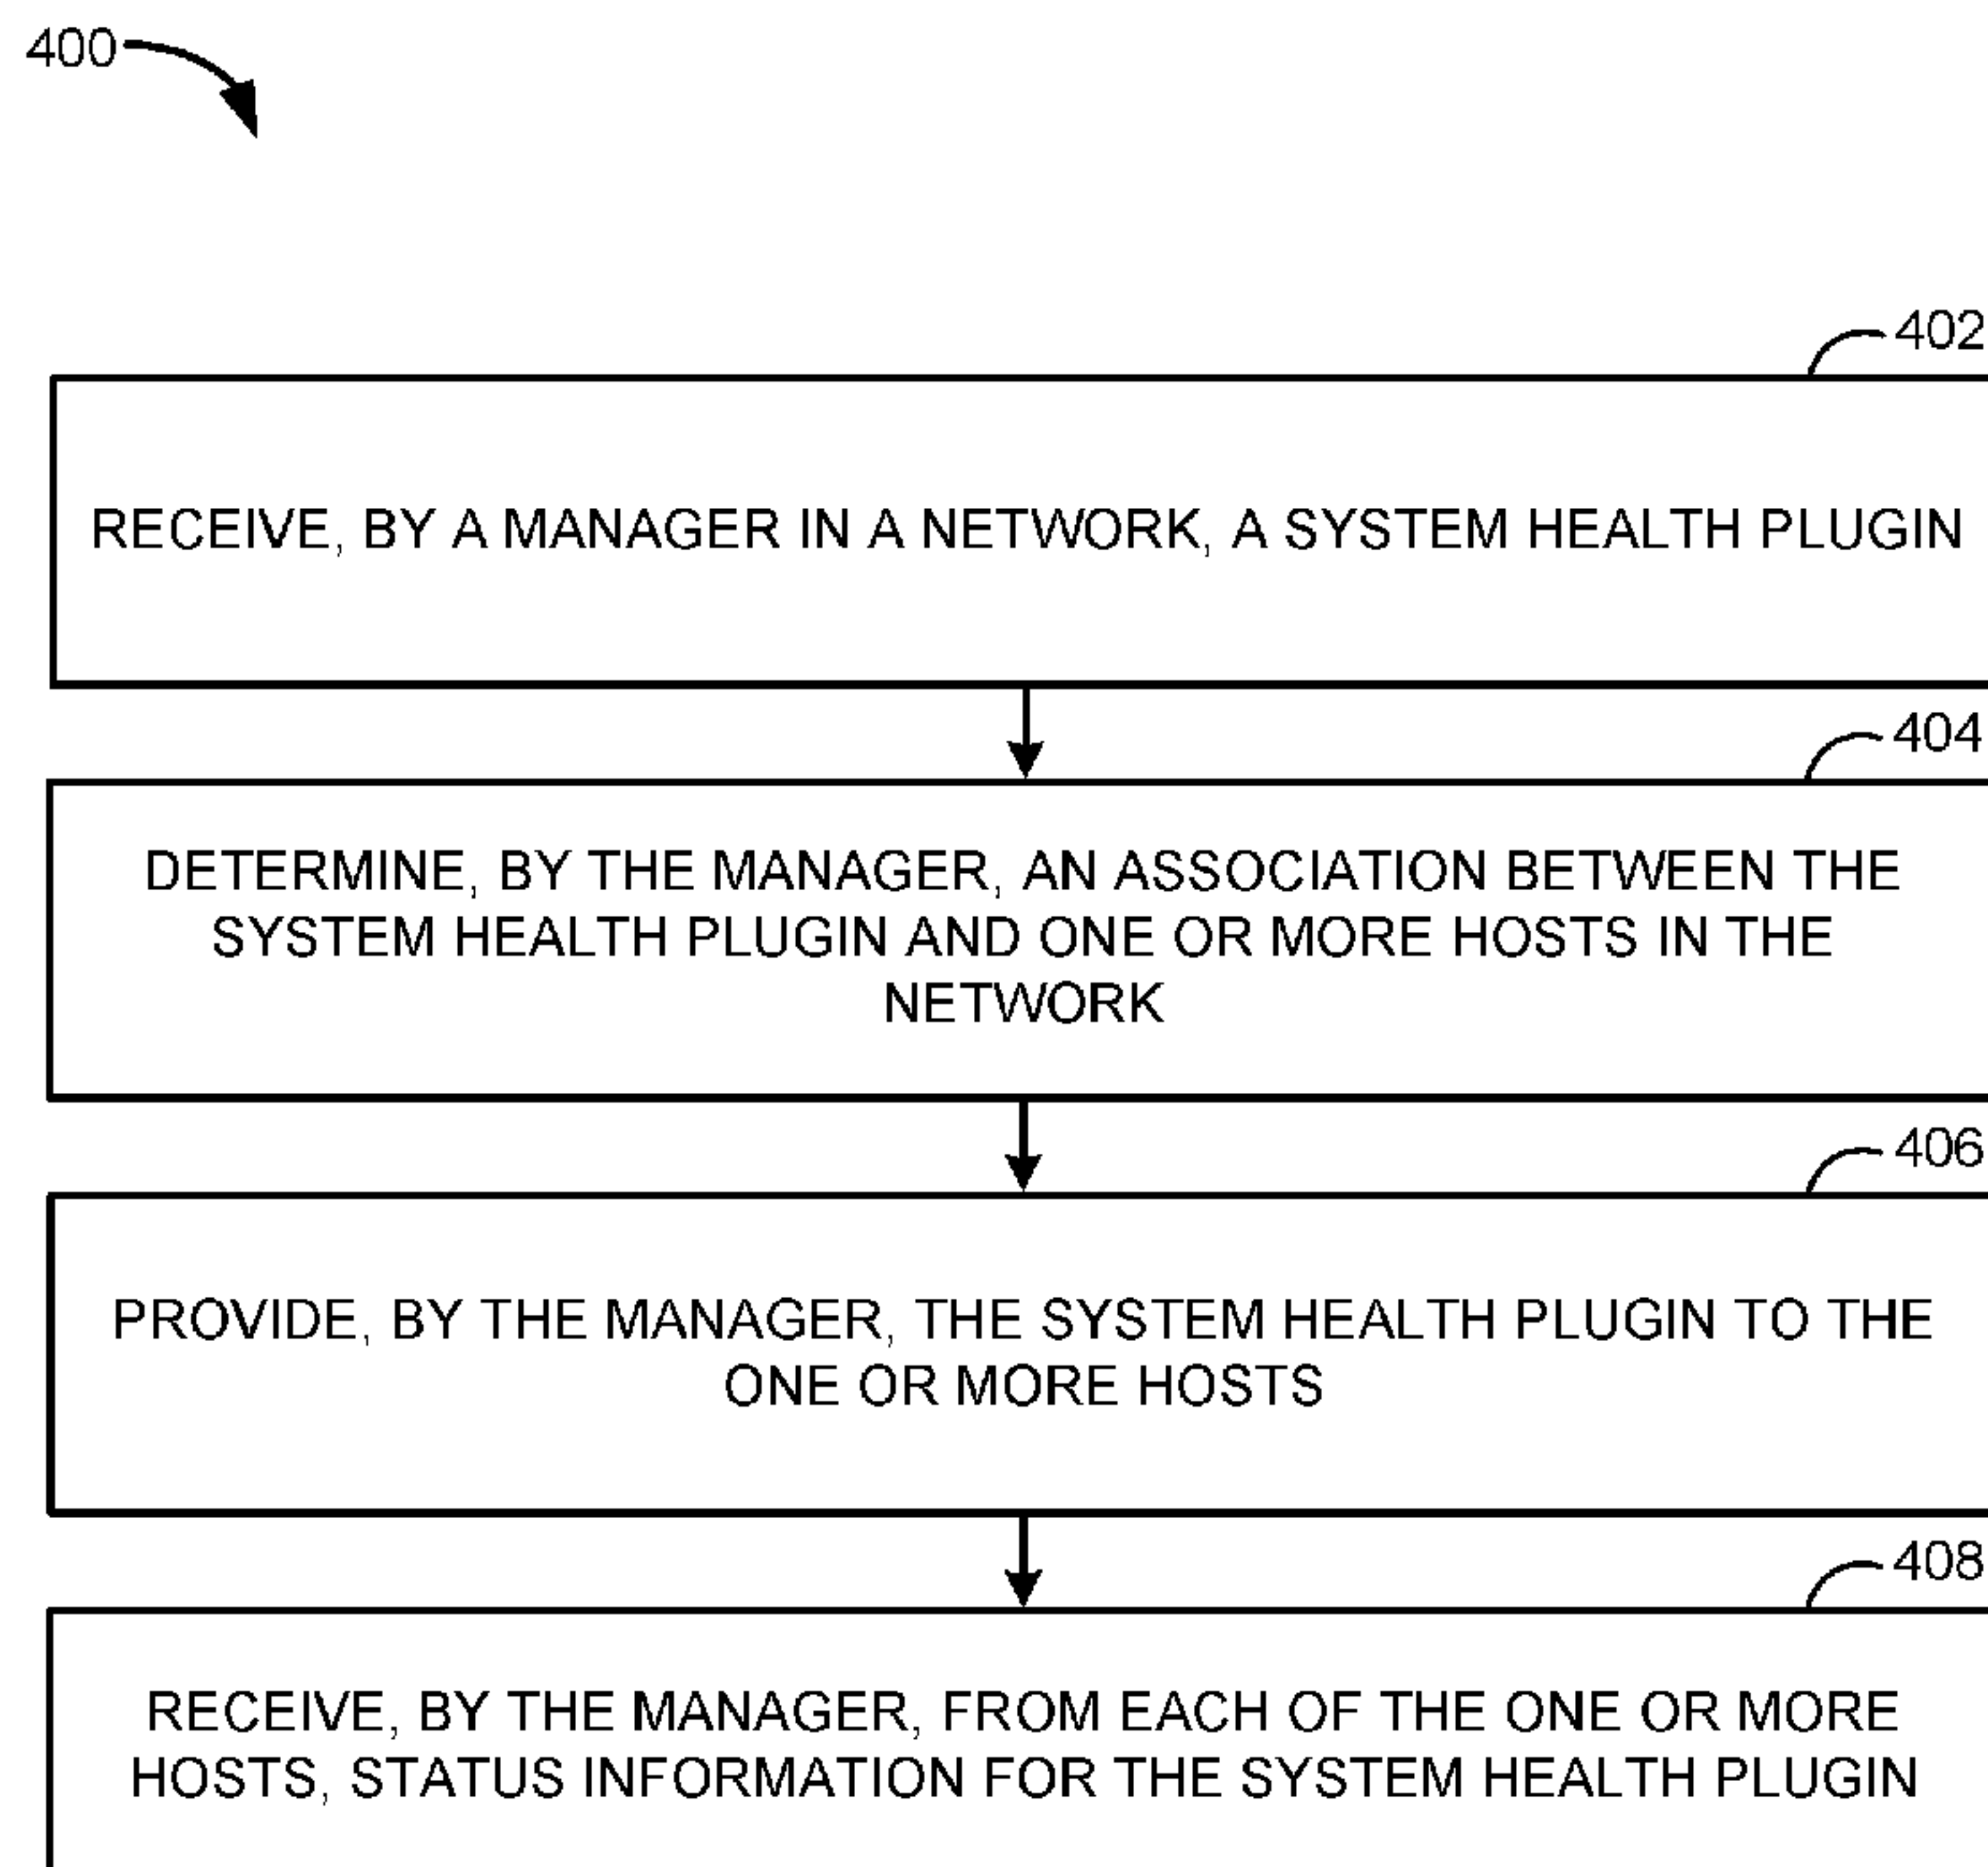 400
402
RECEIVE, BY A MANAGER IN A NETWORK, A SYSTEM HEALTH PLUGIN
404
DETERMINE, BY THE MANAGER, AN ASSOCIATION BETWEEN THE
SYSTEM HEALTH PLUGIN AND ONE OR MORE HOSTS IN THE
NETWORK
406
PROVIDE, BY THE MANAGER, THE SYSTEM HEALTH PLUGIN TO THE
ONE OR MORE HOSTS
408
RECEIVE, BY THE MANAGER, FROM EACH OF THE ONE OR MORE
HOSTS, STATUS INFORMATION FOR THE SYSTEM HEALTH PLUGIN